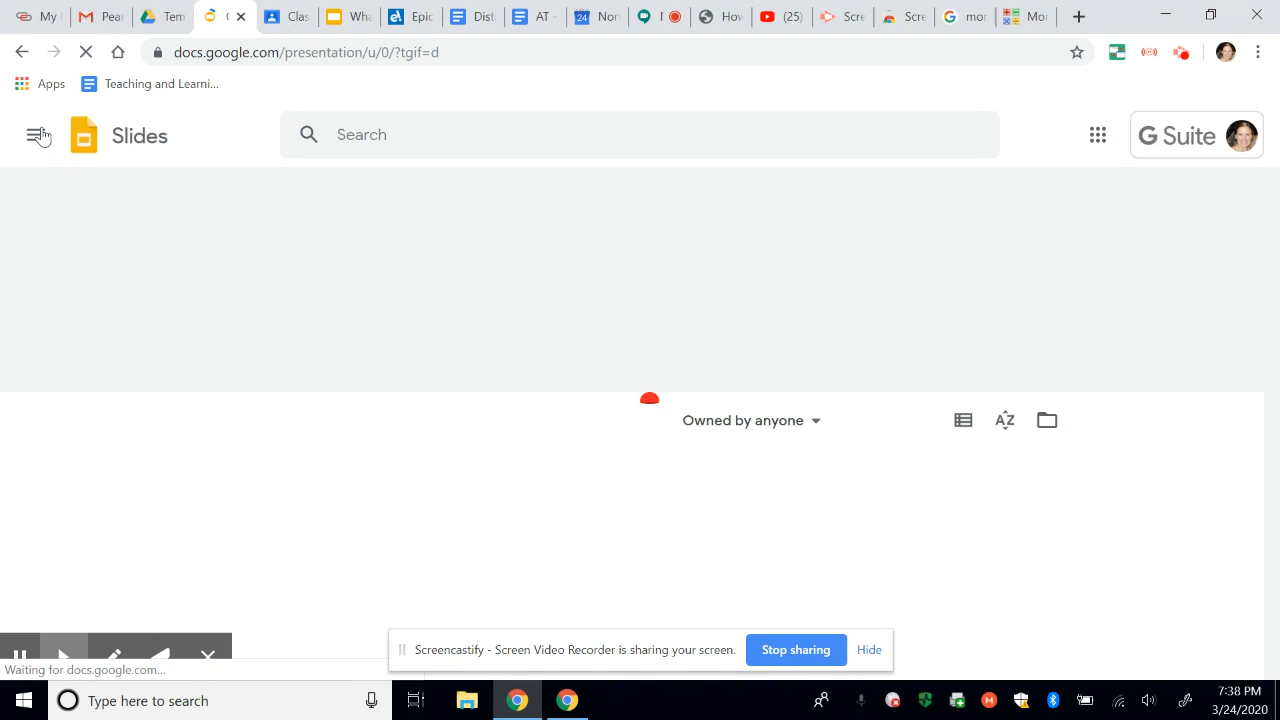 My
Pear
Tem
Clas
Wha
Epic
Dist
AT -
24
Nor
How
(25)
Scre
Scre
mor
Mor
docs.google.com/presentation/u/0/?tgif=d
Apps
Teaching and Learni...
Slides
Search
G Suite
Owned by anyone
AZ
Screencastify - Screen Video Recorder is sharing your screen.
Stop sharing
Hide
Waiting for docs.google.com...
Type here to search
7:38 PM
3/24/2020